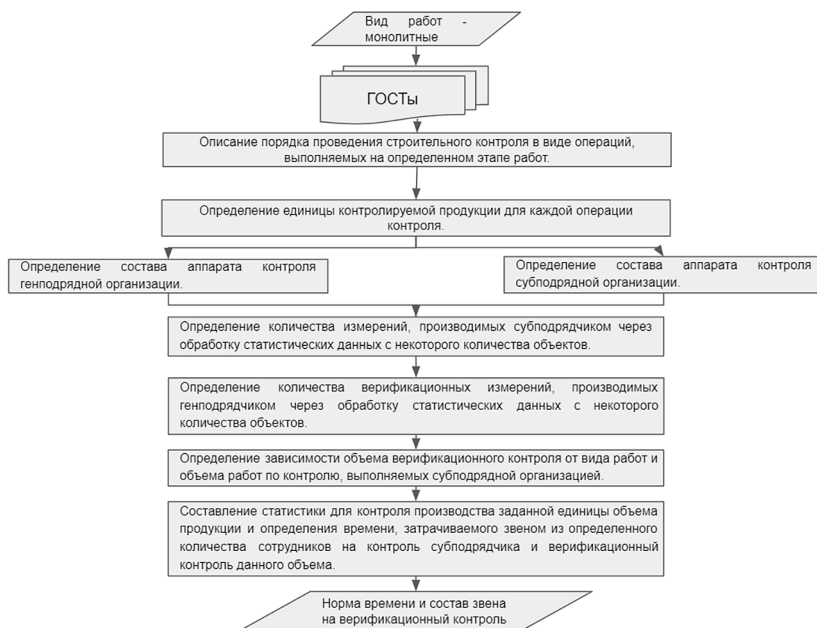 Вид работ -
монолитные
ГОСТы
Описание порядка проведения строительного контроля в виде операций,
выполняемых на определенном этапе работ.
Определение единицы контролируемой продукции для каждой операции
контроля.
Определение состава аппарата контроля
генподрядной организации.
Определение состава аппарата контроля
субподрядной организации.
Определение количества измерений, производимых субподрядчиком через
обработку статистических данных с некоторого количества объектов.
Определение количества верификационных измерений, производимых
генподрядчиком через обработку статистических данных с некоторого
количества объектов.
Определение зависимости объема верификационного контроля от вида работ и
объема работ по контролю, выполняемых субподрядной организацией.
Составление статистики для контроля производства заданной единицы объема
продукции и определения времени, затрачиваемого звеном из определенного
количества сотрудников на контроль субподрядчика и верификационный
контроль данного объема.
Норма времени и состав звена
на верификационный контроль